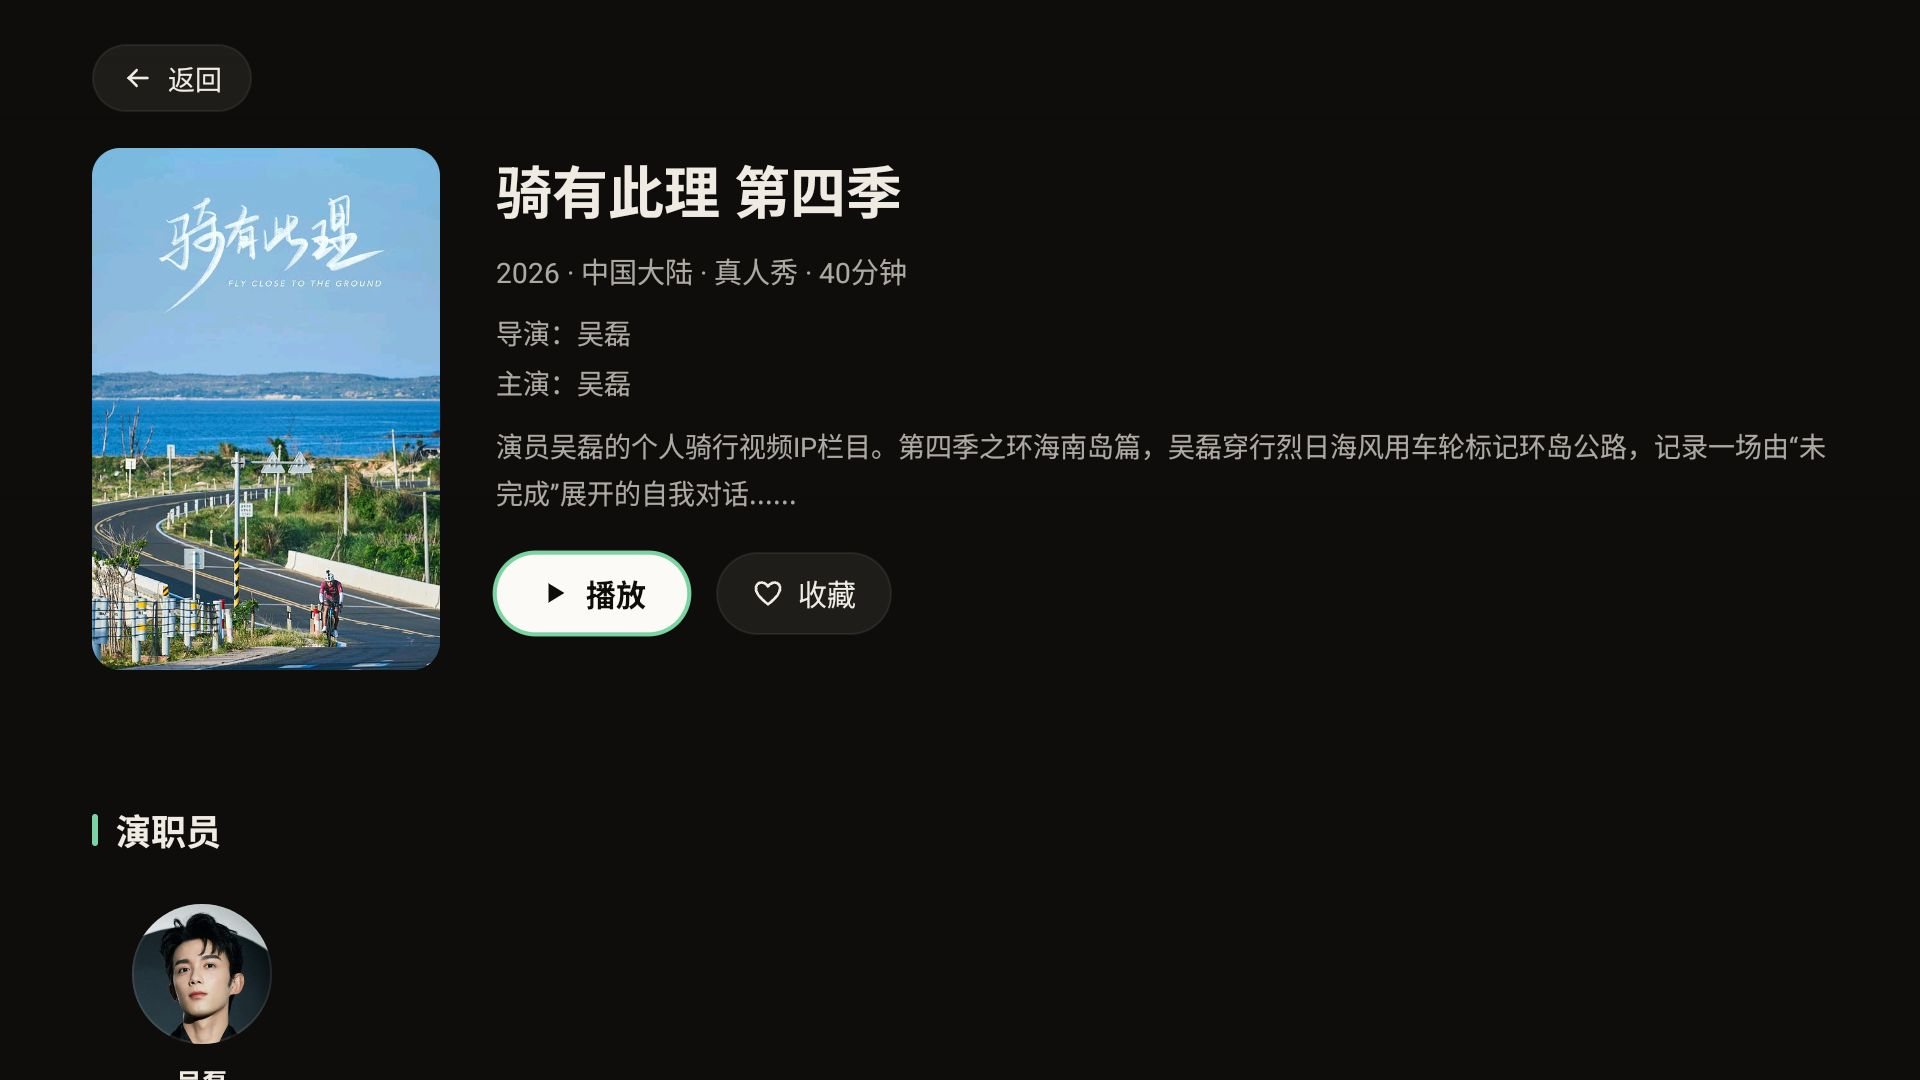 返回
骑有此理
FLY CLOSE TO THE GROUND
骑有此理 第四季
2026 · 中国大陆 · 真人秀 · 40分钟
导演：吴磊
主演：吴磊
演员吴磊的个人骑行视频IP栏目。第四季之环海南岛篇，吴磊穿行烈日海风用车轮标记环岛公路，记录一场由“未
完成”展开的自我对话……
播放
收藏
演职员
吴磊